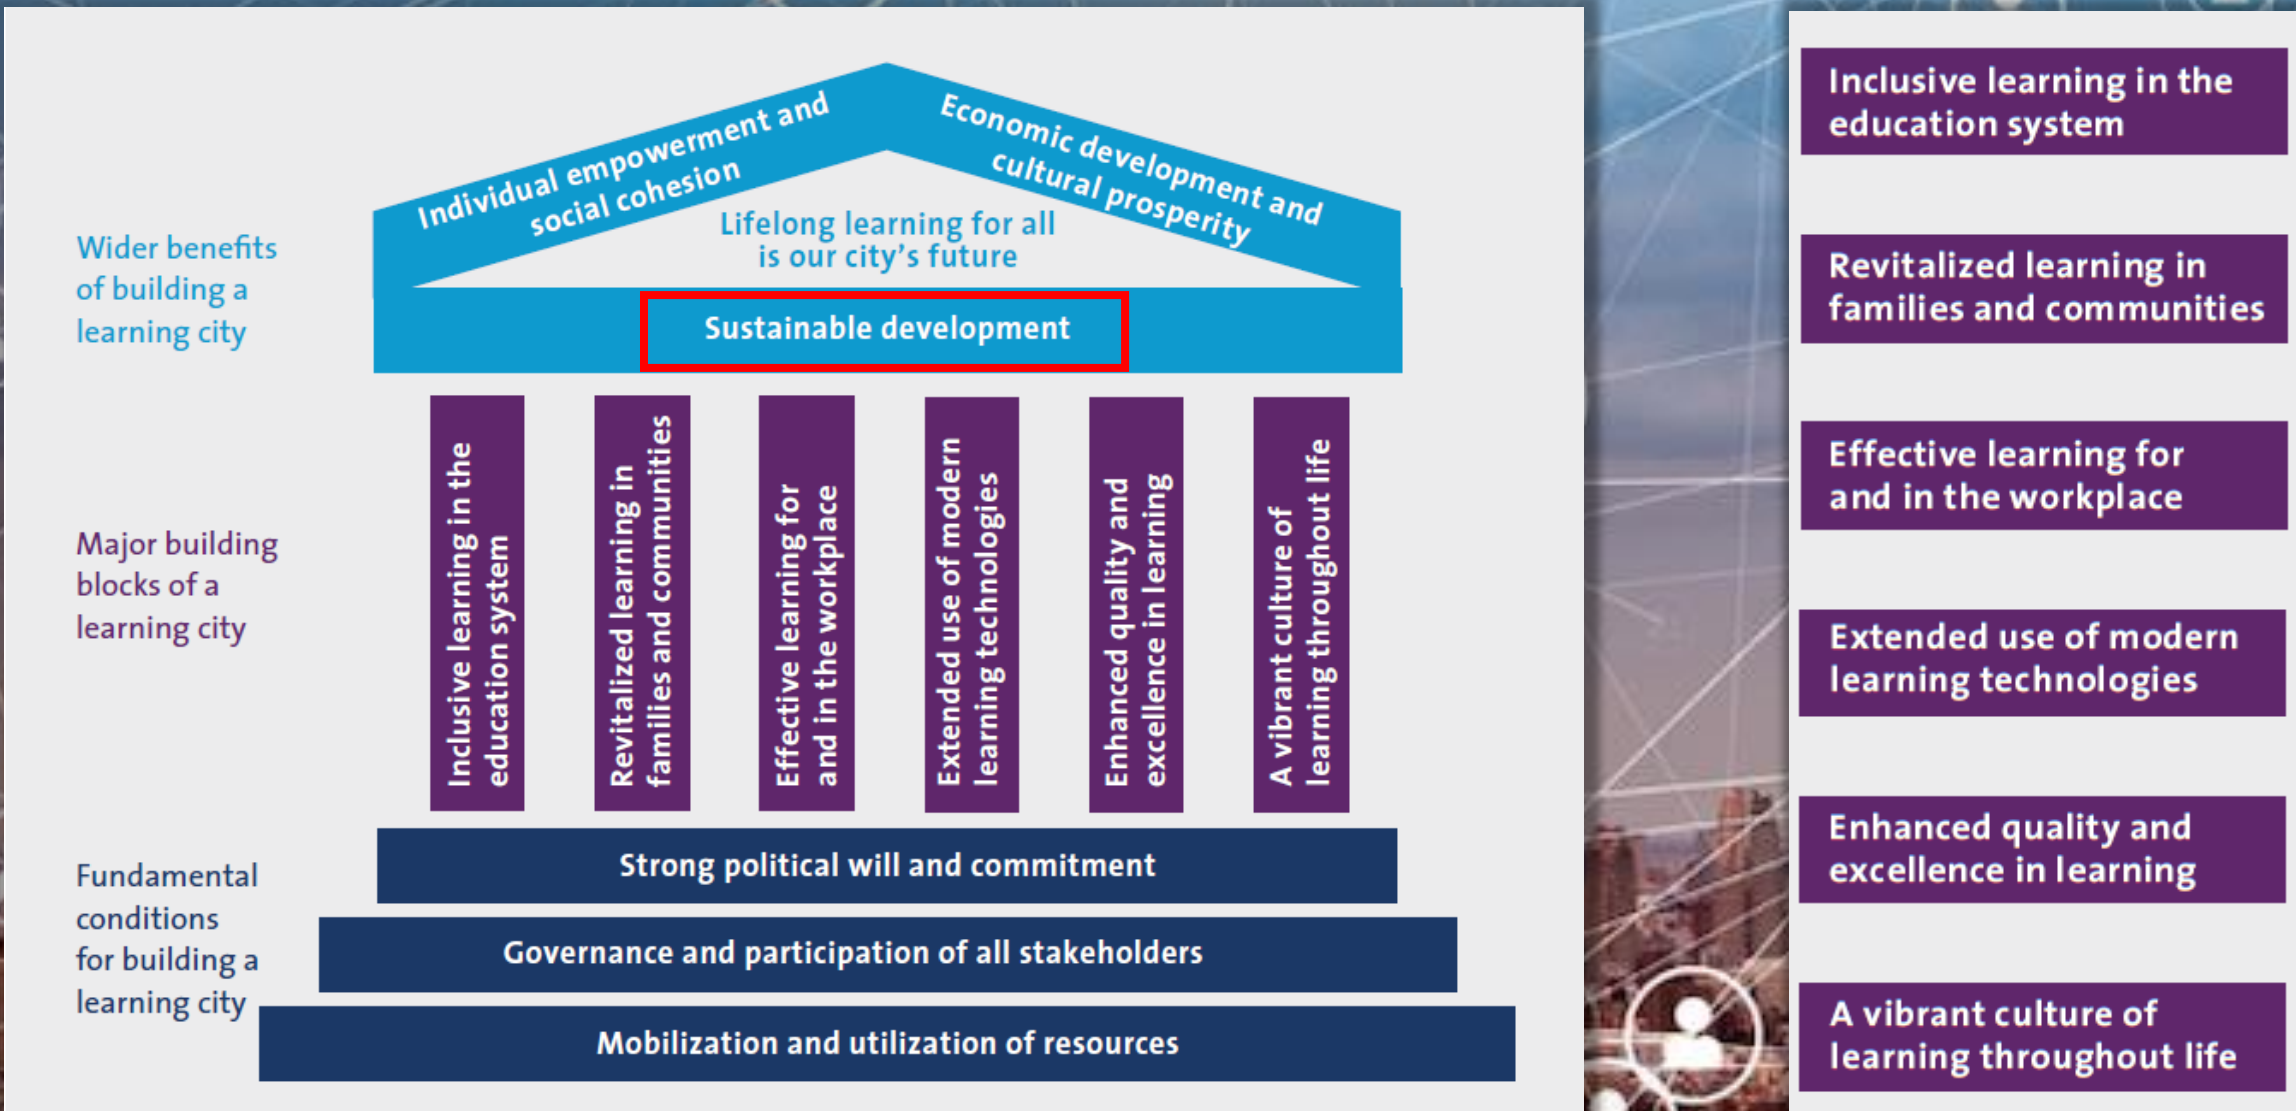 Individual empowerment and
social cohesion
Economic development and
cultural prosperity
Lifelong learning for all
is our city's future
Wider benefits
of building a
learning city
Sustainable development
Major building
blocks of a
learning city
Inclusive learning in the
education system
Revitalized learning in
families and communities
Effective learning for
and in the workplace
Extended use of modern
learning technologies
Enhanced quality and
excellence in learning
A vibrant culture of
learning throughout life
Fundamental
conditions
for building a
learning city
Strong political will and commitment
Governance and participation of all stakeholders
Mobilization and utilization of resources
Inclusive learning in the
education system
Revitalized learning in
families and communities
Effective learning for
and in the workplace
Extended use of modern
learning technologies
Enhanced quality and
excellence in learning
A vibrant culture of
learning throughout life